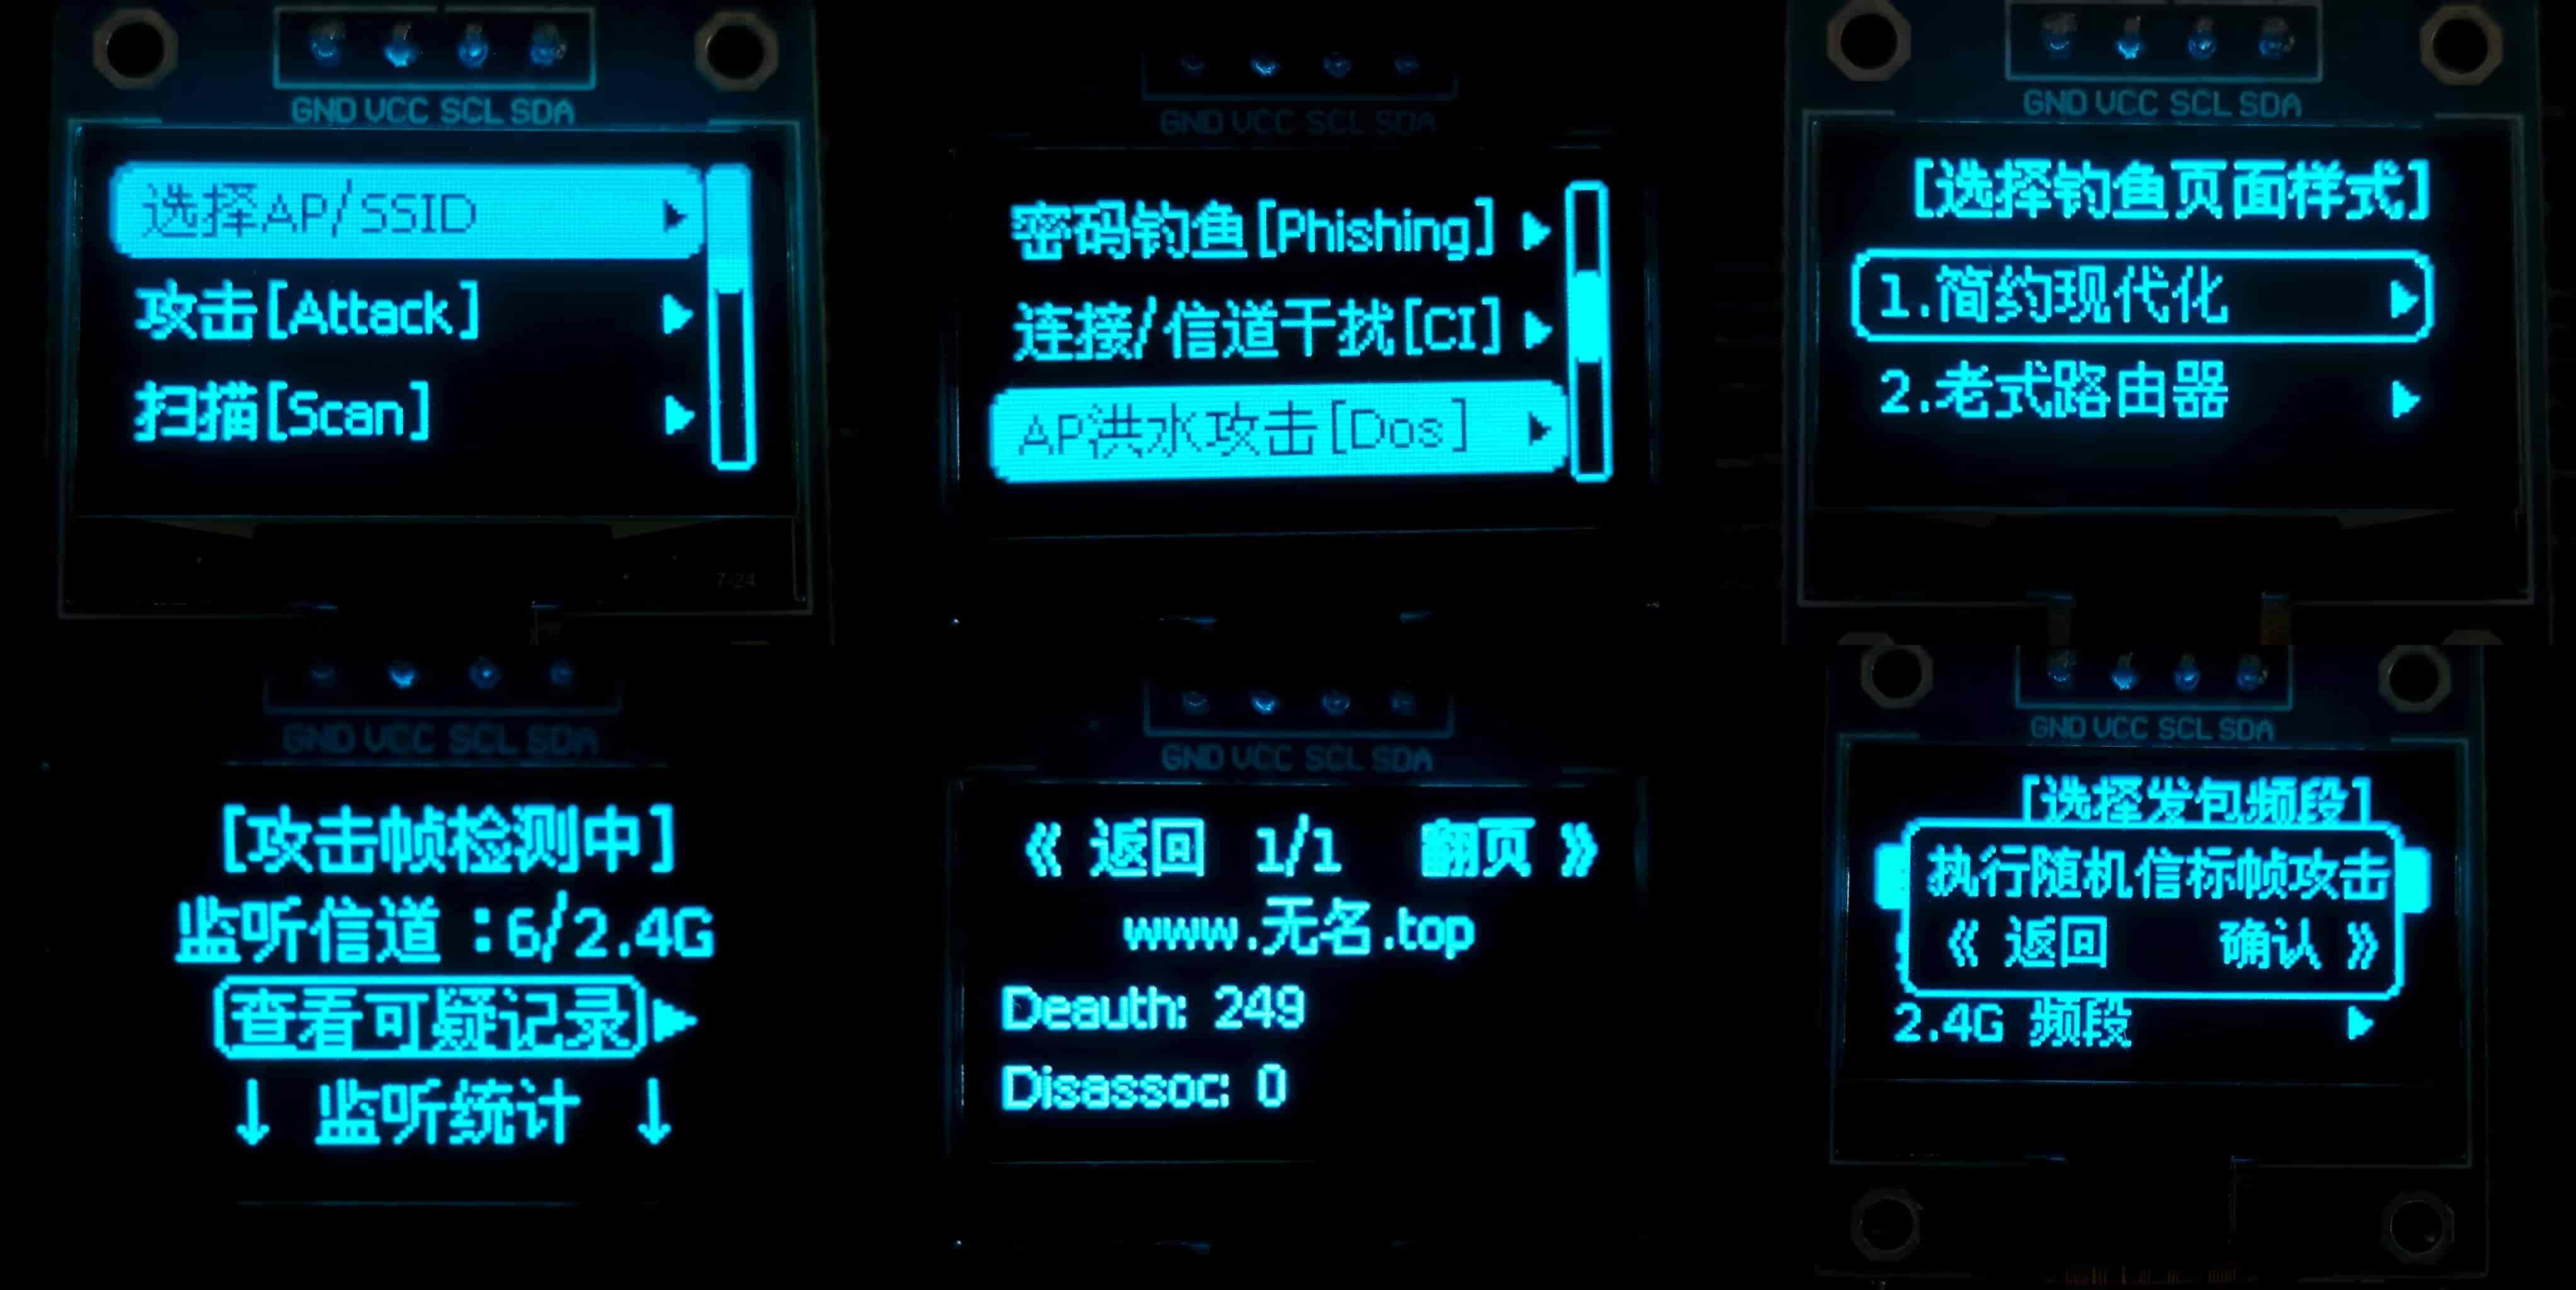 GND VCC SCL SDA
选择AP/SSID
攻击[Attack]
扫描[Scan]
7-24
GND VCC SCL SDA
密码钓鱼[Phishing]
连接/信道干扰[CI]
AP洪水攻击[Dos]
GND VCC SCL SDA
[选择钓鱼页面样式]
1.简约现代化
2.老式路由器
GND VCC SCL SDA
[攻击帧检测中]
监听信道 :6/2.4G
查看可疑记录
↓ 监听统计 ↓
GND VCC SCL SDA
《 返回 1/1 翻页 》
www.无名.top
Deauth: 249
Disassoc: 0
GND VCC SCL SDA
[选择发包频段]
执行随机信标帧攻击
《 返回 确认 》
2.4G 频段